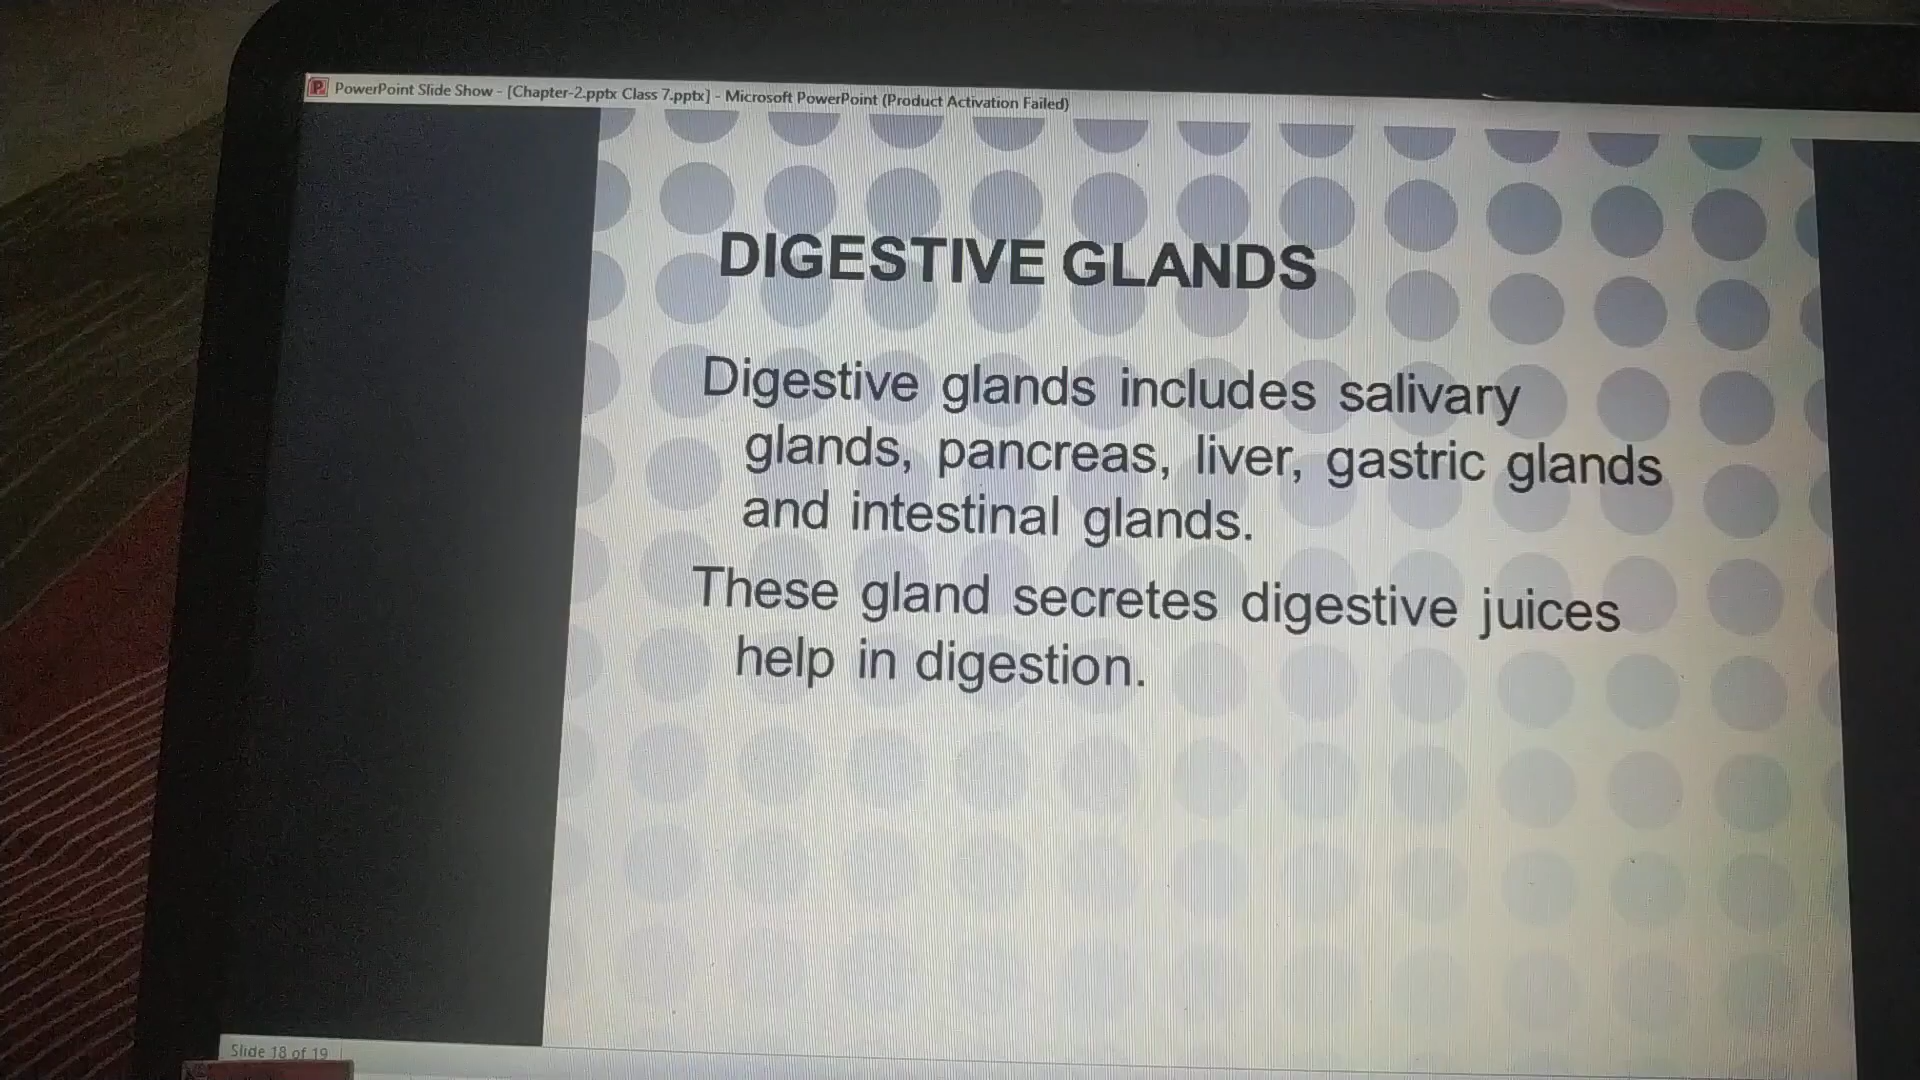 PowerPoint Slide Show - [Chapter-2.pptx Class 7.pptx] - Microsoft PowerPoint (Product Activation Failed)
DIGESTIVE GLANDS
Digestive glands includes salivary
glands, pancreas, liver, gastric glands
and intestinal glands.
These gland secretes digestive juices
help in digestion.
Slide 18 of 19